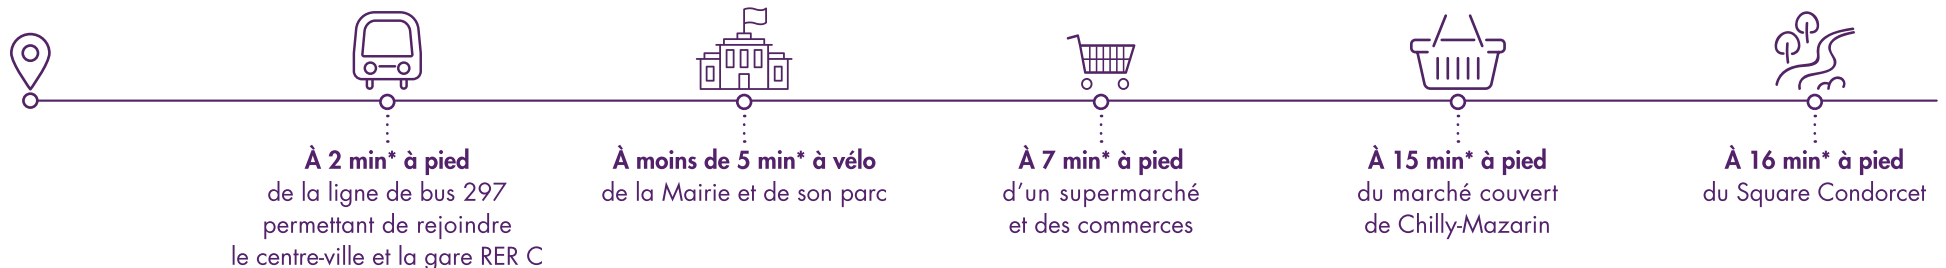 À 2 min* à pied
de la ligne de bus 297
permettant de rejoindre
le centre-ville et la gare RER C
À moins de 5 min* à vélo
de la Mairie et de son parc
À 7 min* à pied
d’un supermarché
et des commerces
À 15 min* à pied
du marché couvert
de Chilly-Mazarin
À 16 min* à pied
du Square Condorcet